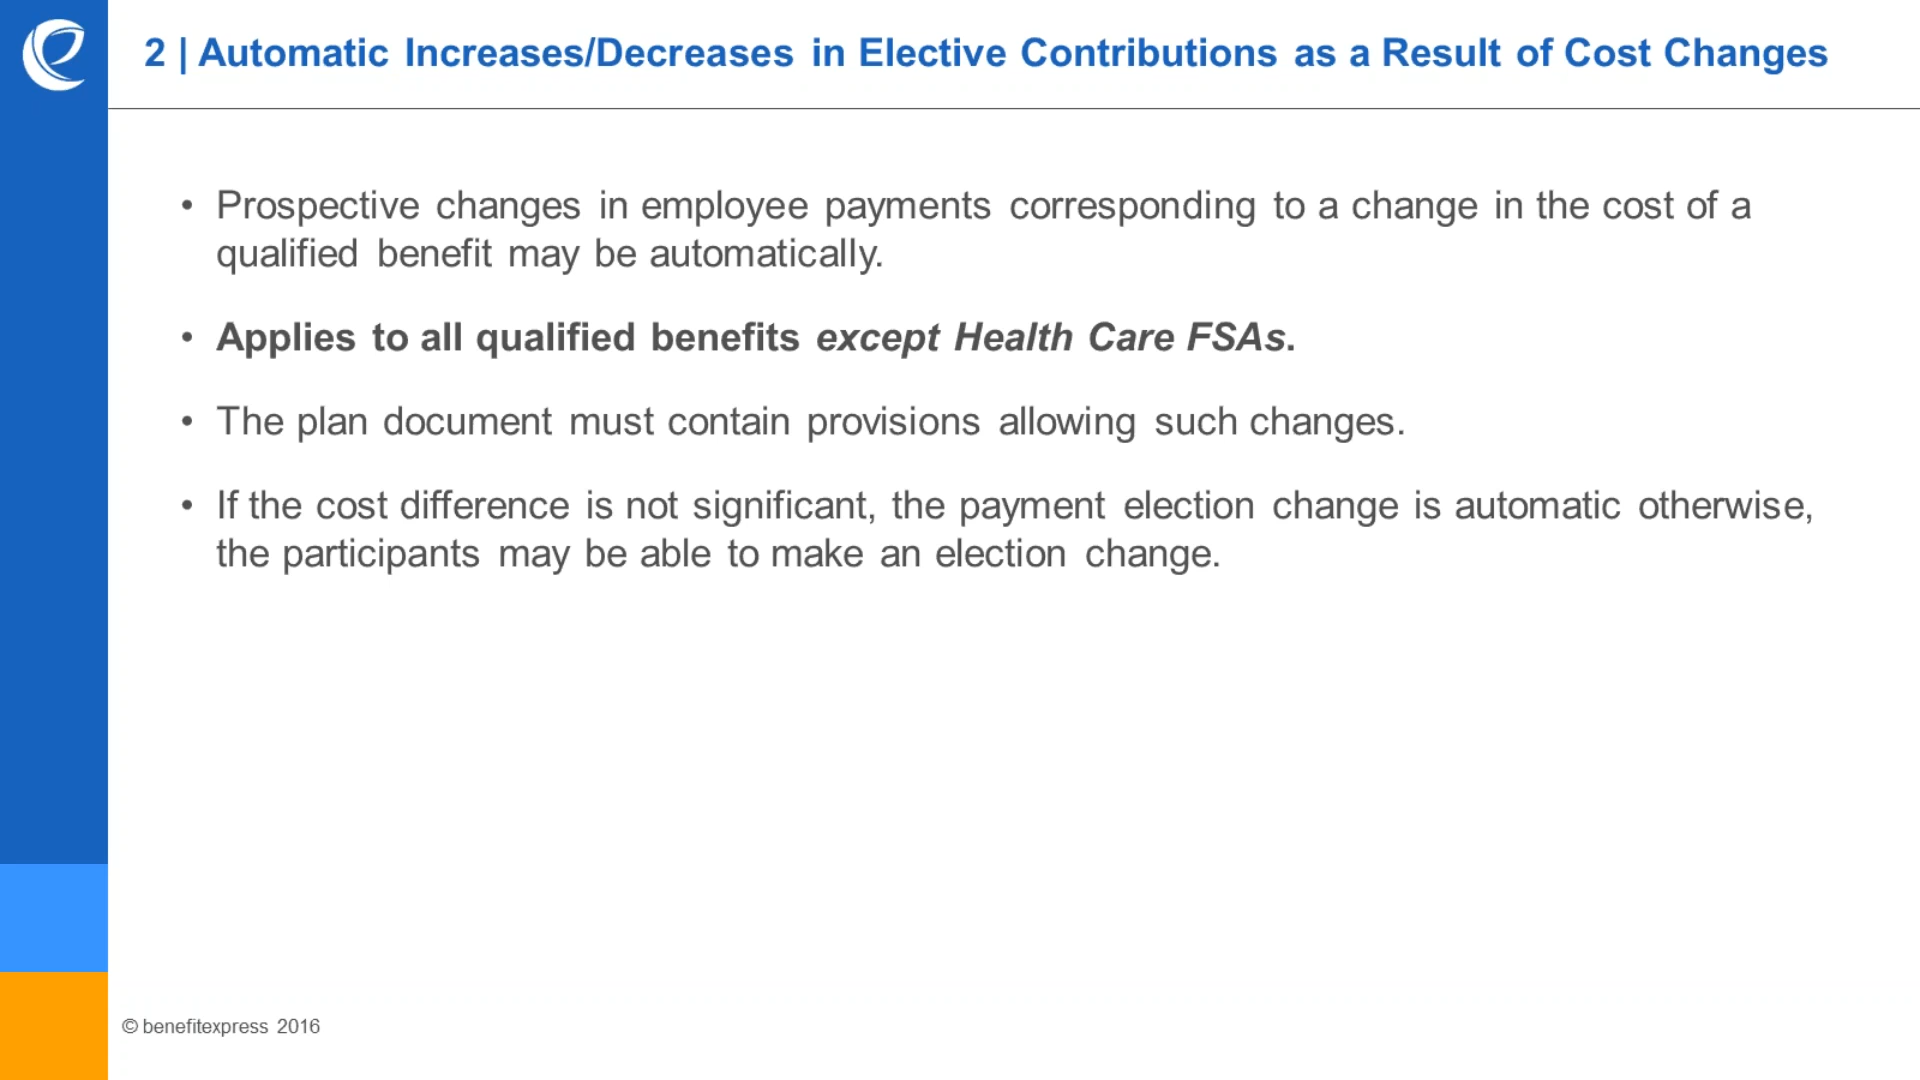 2 | Automatic Increases/Decreases in Elective Contributions as a Result of Cost Changes
• Prospective changes in employee payments corresponding to a change in the cost of a
qualified benefit may be automatically.
• Applies to all qualified benefits except Health Care FSAs.
• The plan document must contain provisions allowing such changes.
• If the cost difference is not significant, the payment election change is automatic otherwise,
the participants may be able to make an election change.
© benefitexpress 2016